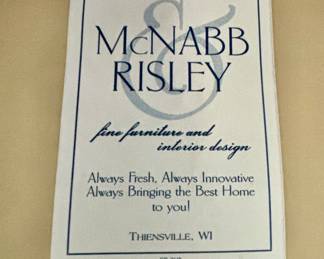 &
McNABB
RISLEY
fine furniture and
interior design
Always Fresh, Always Innovative
Always Bringing the Best Home
to you!
THIENSVILLE, WI